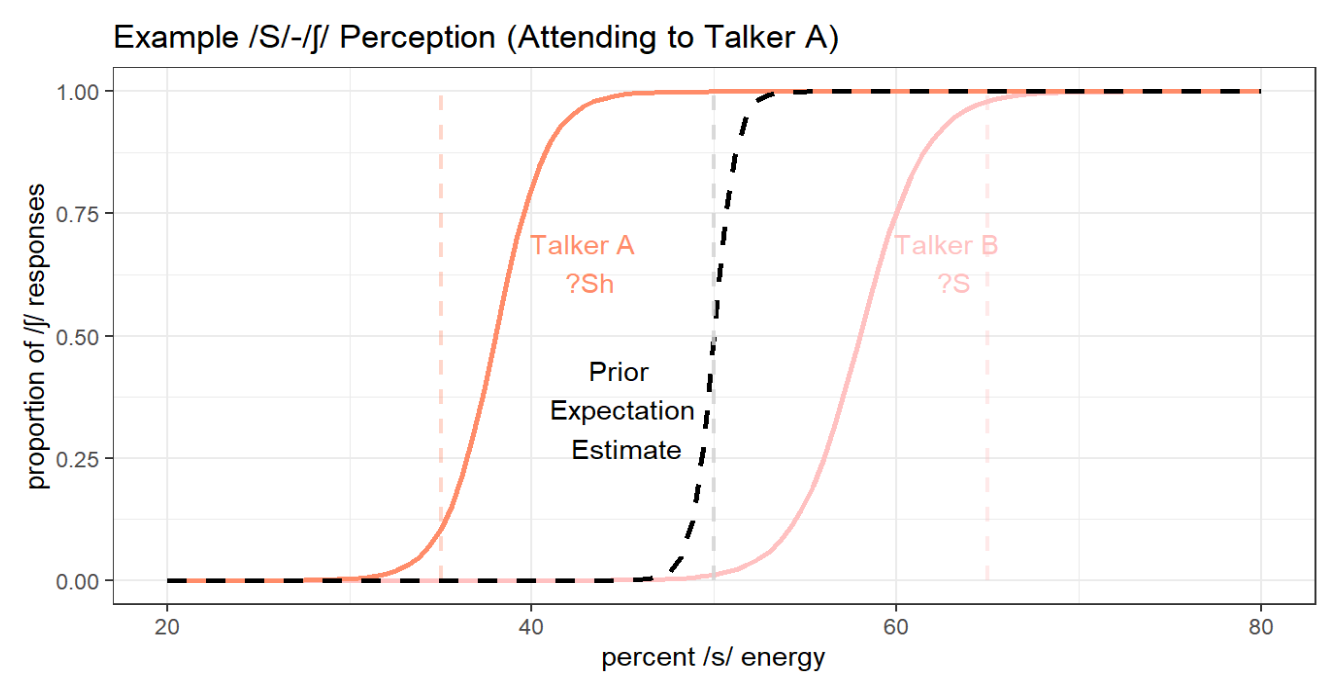 Example /S/-/ʃ/ Perception (Attending to Talker A)
proportion of /ʃ/ responses
1.00
0.75
0.50
0.25
0.00
Talker A
?Sh
Prior
Expectation
Estimate
Talker B
?S
20
40
60
80
percent /s/ energy